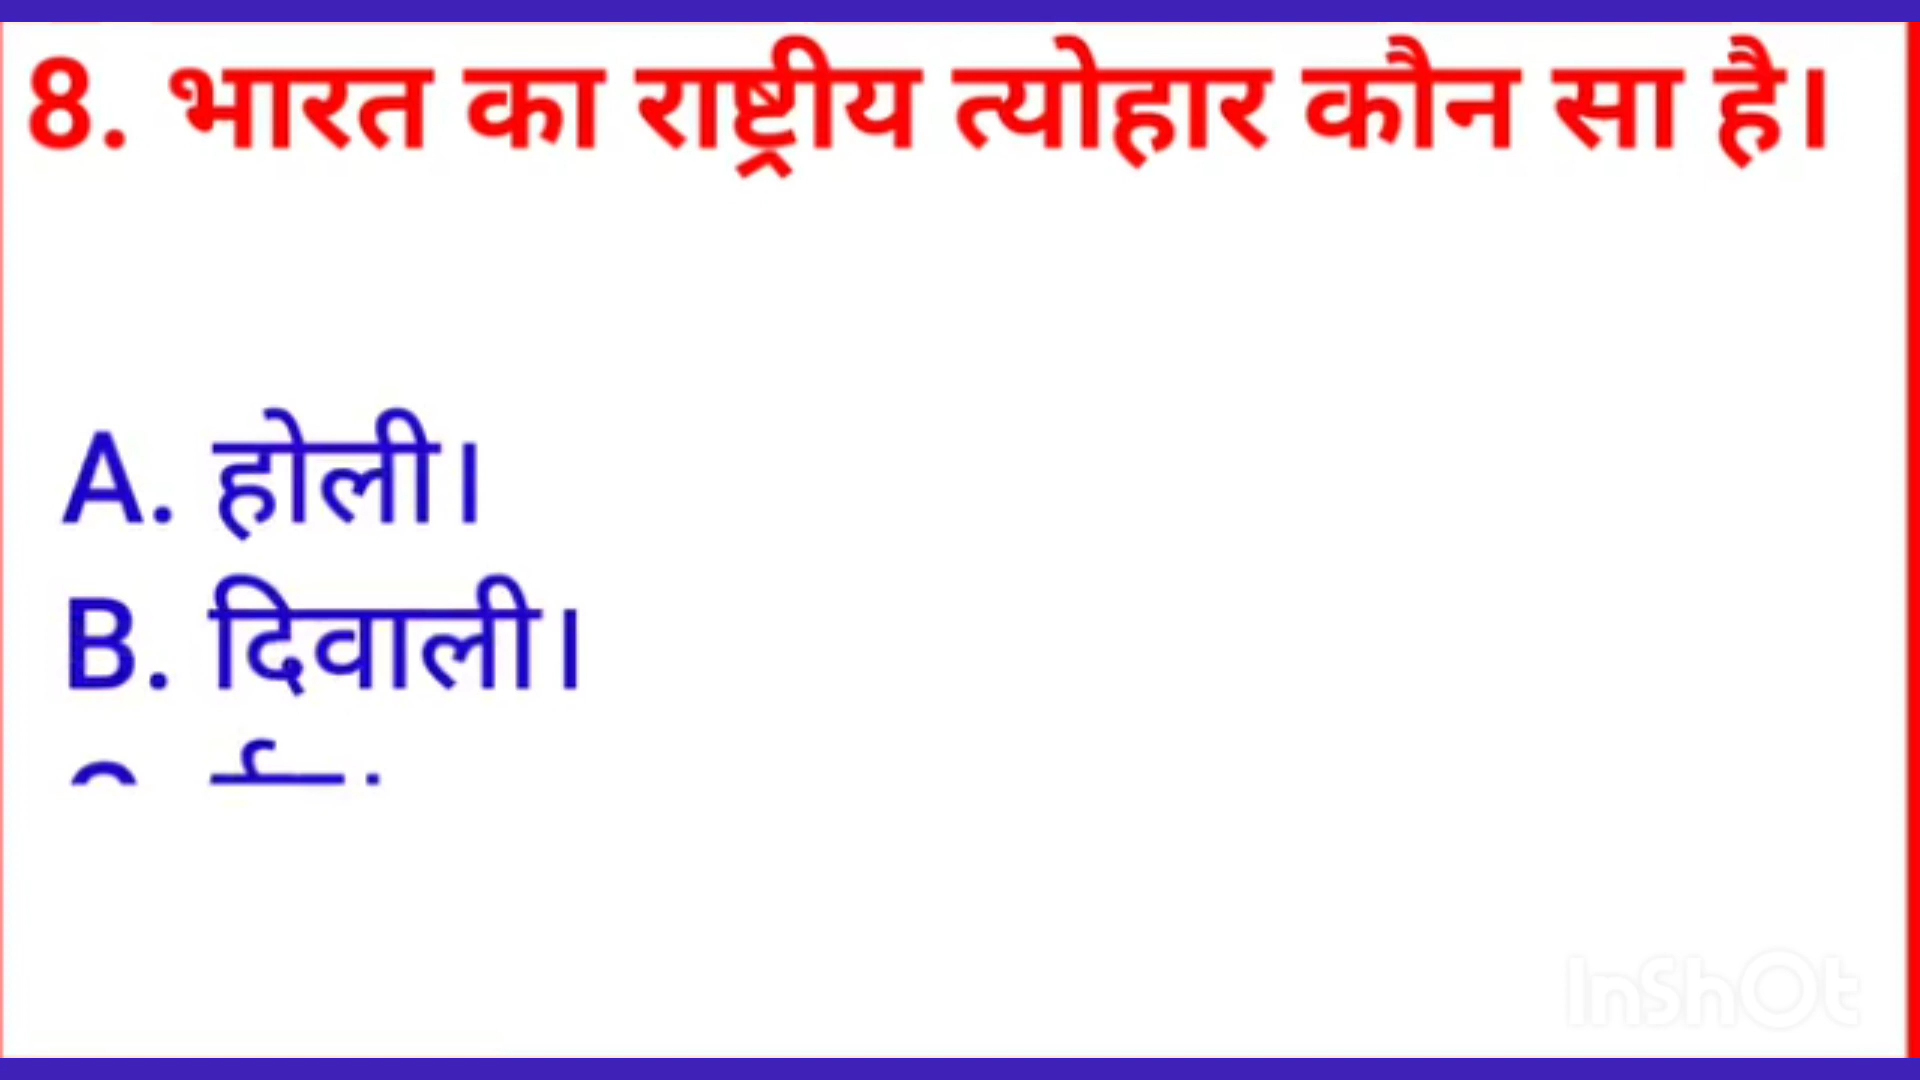 8. भारत का राष्ट्रीय त्योहार कौन सा है।
A. होली।
B. दिवाली।
InShOt